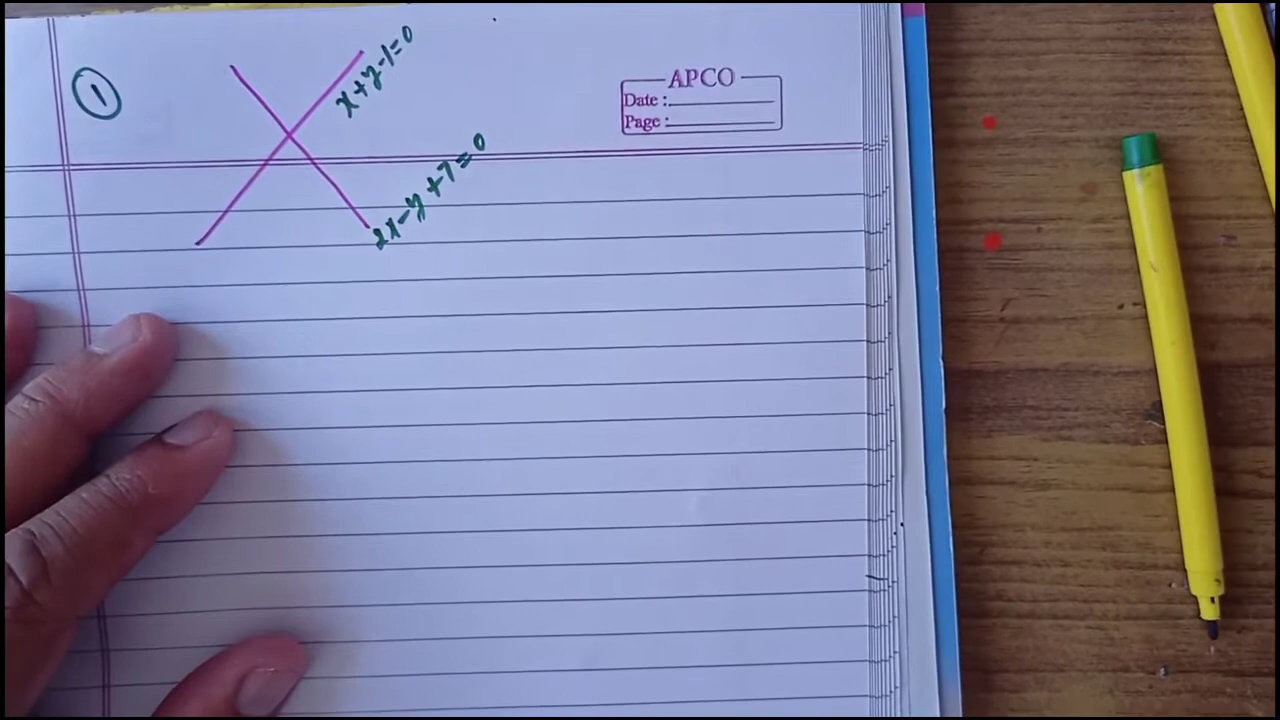 1
x+y-1=0
2x-y+7=0
APCO
Date :
Page :